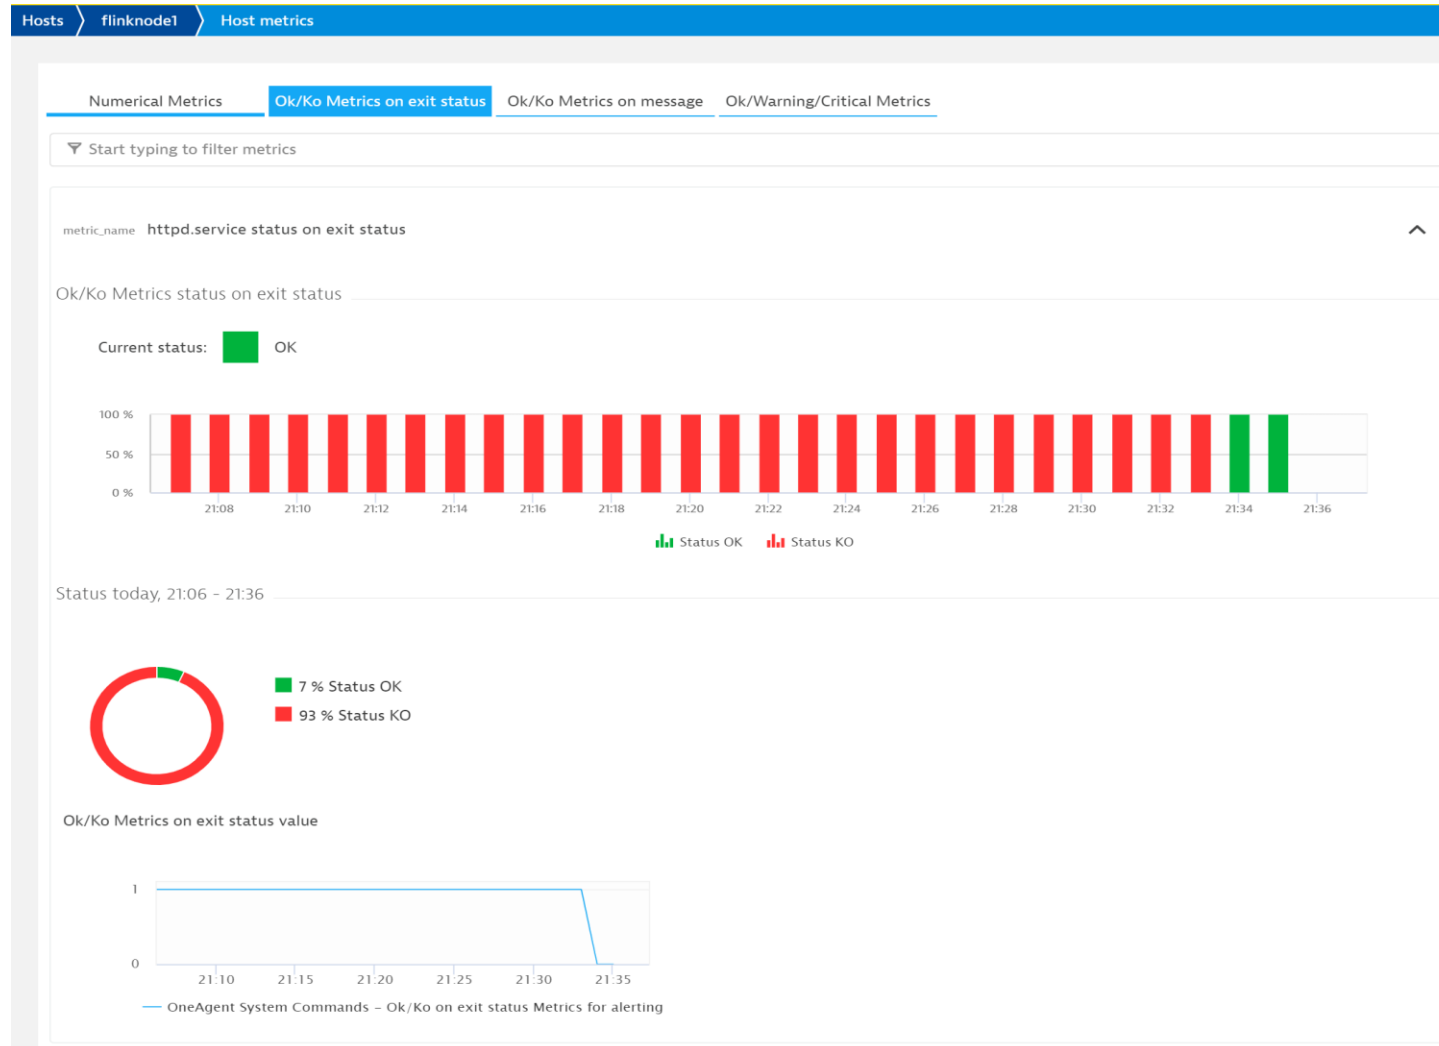 Hosts flinknode1 Host metrics
Numerical Metrics Ok/Ko Metrics on exit status Ok/Ko Metrics on message Ok/Warning/Critical Metrics
Start typing to filter metrics
metric_name httpd.service status on exit status
Ok/Ko Metrics status on exit status
Current status: OK
100 %
50 %
0 %
21:08 21:10 21:12 21:14 21:16 21:18 21:20 21:22 21:24 21:26 21:28 21:30 21:32 21:34 21:36
Status OK Status KO
Status today, 21:06 - 21:36
7 % Status OK
93 % Status KO
Ok/Ko Metrics on exit status value
1
0
21:10 21:15 21:20 21:25 21:30 21:35
OneAgent System Commands – Ok/Ko on exit status Metrics for alerting